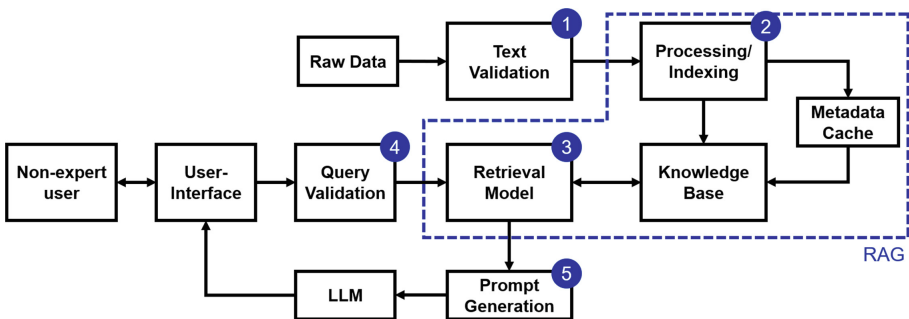 1
2
Raw Data
Text
Validation
Processing/
Indexing
Metadata
Cache
4
3
Non-expert
user
User-
Interface
Query
Validation
Retrieval
Model
Knowledge
Base
RAG
5
LLM
Prompt
Generation